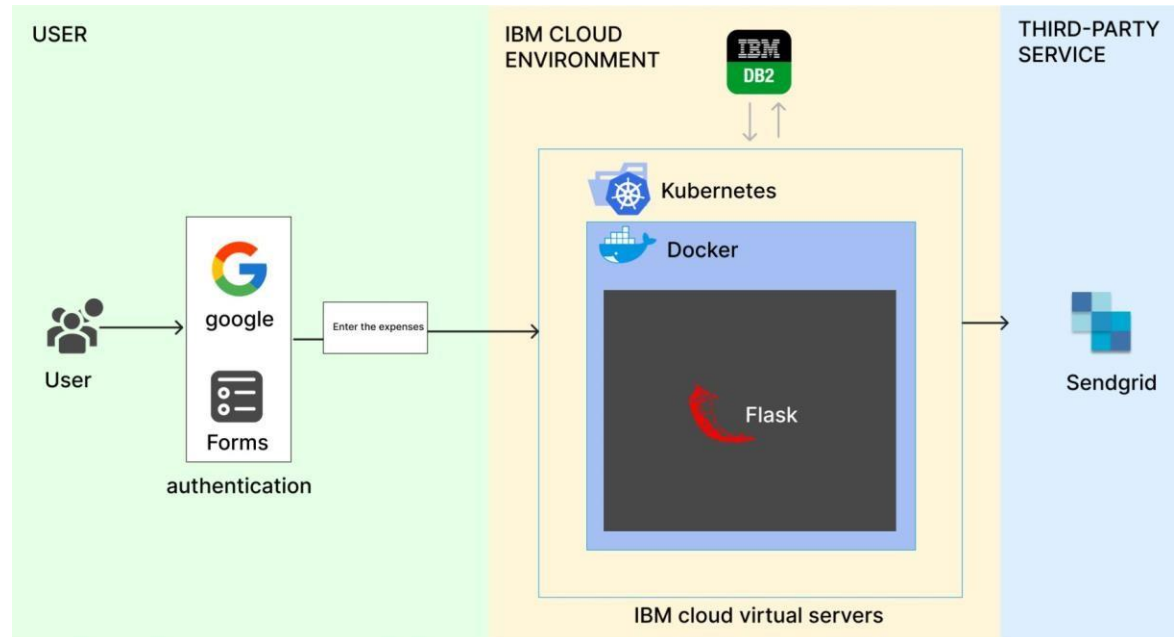 USER
User
google
Forms
authentication
Enter the expenses
IBM CLOUD
ENVIRONMENT
IBM
DB2
Kubernetes
Docker
Flask
IBM cloud virtual servers
THIRD-PARTY
SERVICE
Sendgrid